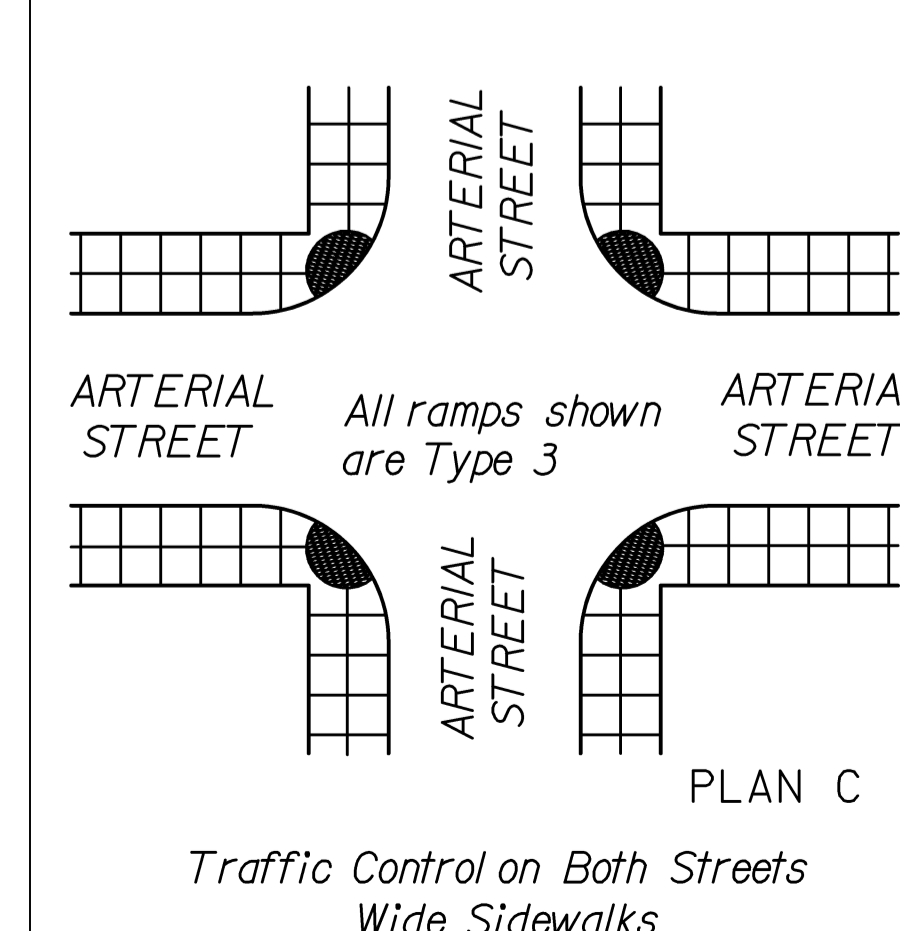 ARTERIAL
STREET
ARTERIAL
STREET
All ramps shown
are Type 3
ARTERIA
STREET
ARTERIAL
STREET
PLAN C
Traffic Control on Both Streets
Wide Sidewalks